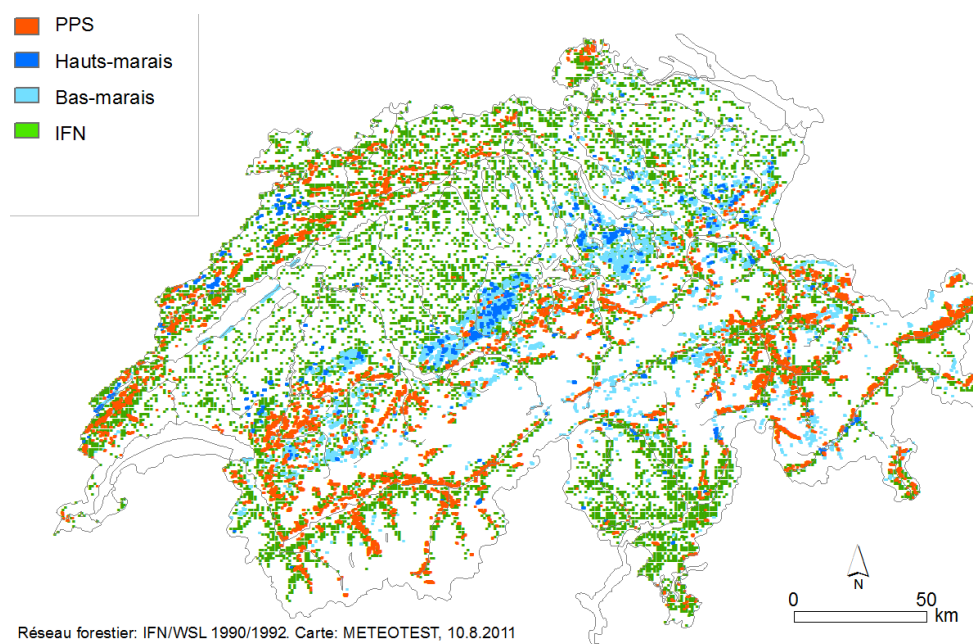 PPS
Hauts-marais
Bas-marais
IFN
N
0 50
km
Réseau forestier: IFN/WSL 1990/1992. Carte: METEOTEST, 10.8.2011